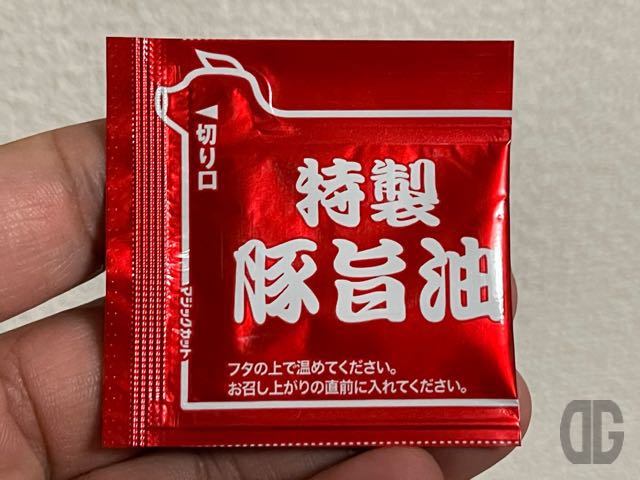 ◀切り口
特製
豚旨油
マジックカット
フタの上で温めてください。
お召し上がりの直前に入れてください。
DG